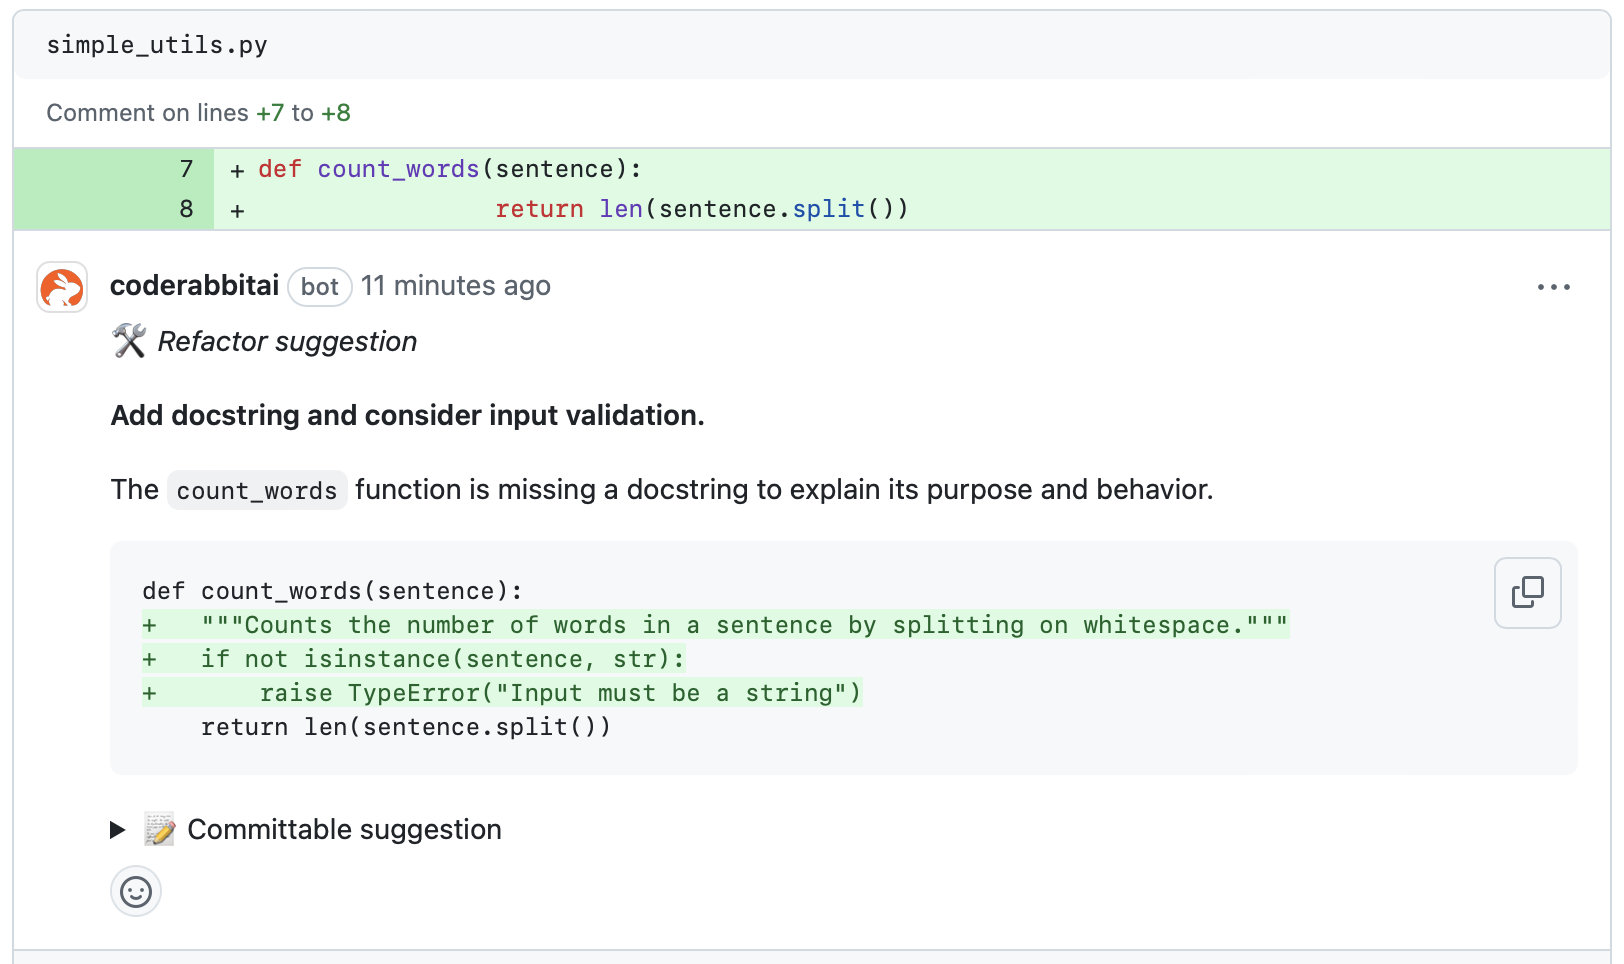 simple_utils.py
Comment on lines +7 to +8
7 + def count_words(sentence):
8 + return len(sentence.split())
coderabbitai bot 11 minutes ago
Refactor suggestion
Add docstring and consider input validation.
The count_words function is missing a docstring to explain its purpose and behavior.
def count_words(sentence):
+   """Counts the number of words in a sentence by splitting on whitespace."""
+   if not isinstance(sentence, str):
+       raise TypeError("Input must be a string")
    return len(sentence.split())
Committable suggestion